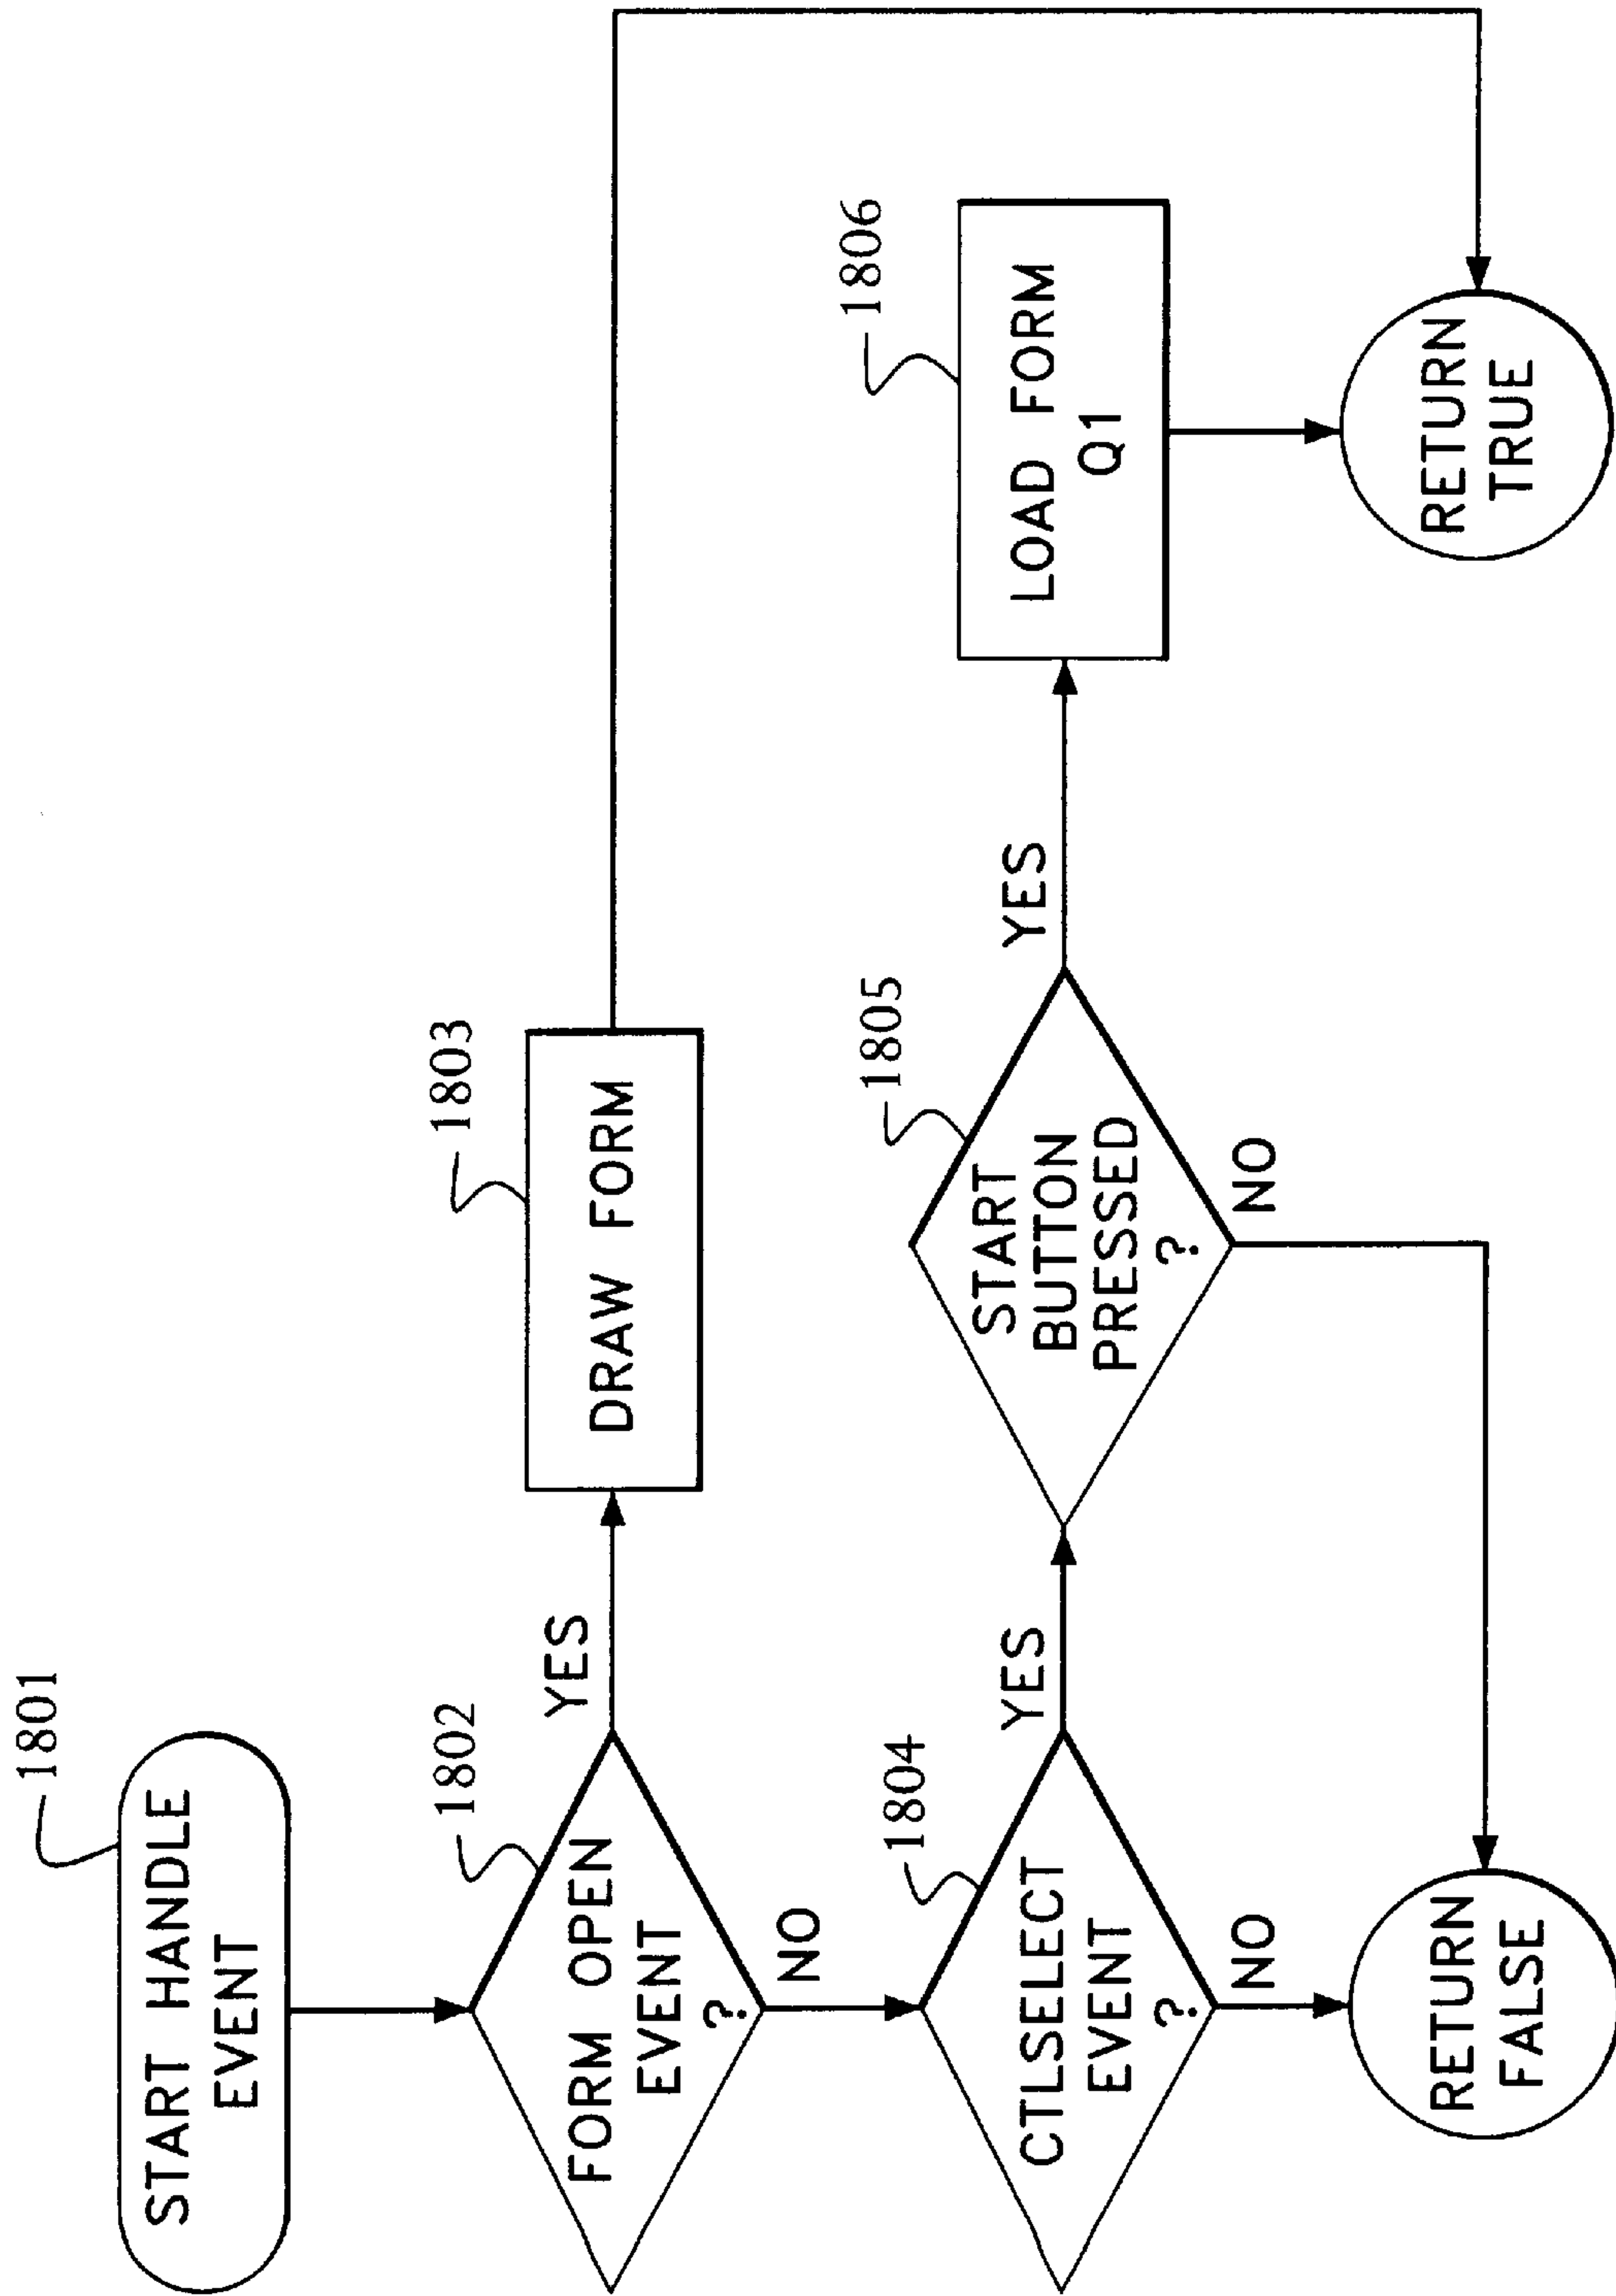 1801
START HANDLE
EVENT
1802
FORM OPEN
EVENT
?
YES
1803
DRAW FORM
NO
1804
CTLSELECT
EVENT
?
YES
1805
START
BUTTON
PRESSED
?
YES
1806
LOAD FORM
Q1
NO
NO
RETURN
FALSE
RETURN
TRUE